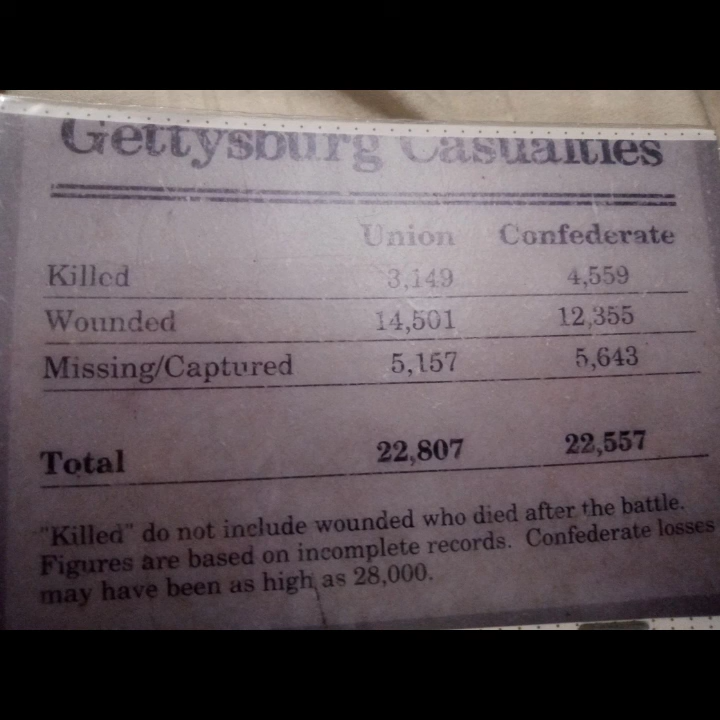 Gettysburg Casualties
Union Confederate
Killed 3,149 4,559
Wounded 14,501 12,355
Missing/Captured 5,157 5,643
Total 22,807 22,557
"Killed" do not include wounded who died after the battle.
Figures are based on incomplete records. Confederate losses
may have been as high as 28,000.